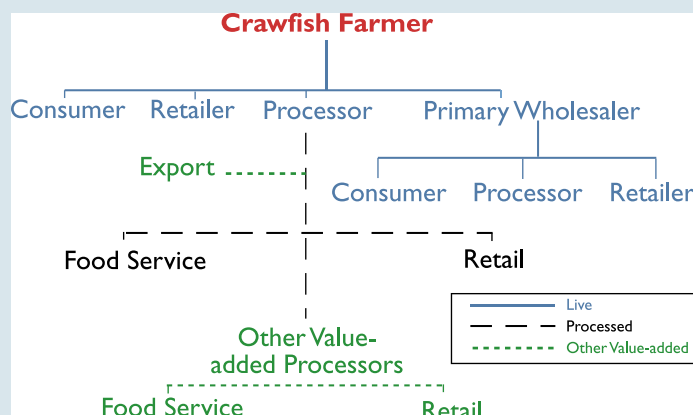 Crawfish Farmer
Consumer Retailer Processor Primary Wholesaler
Export
Consumer Processor Retailer
Food Service Retail
Live
Processed
Other Value-added
Other Value-
added Processors
Food Service Retail